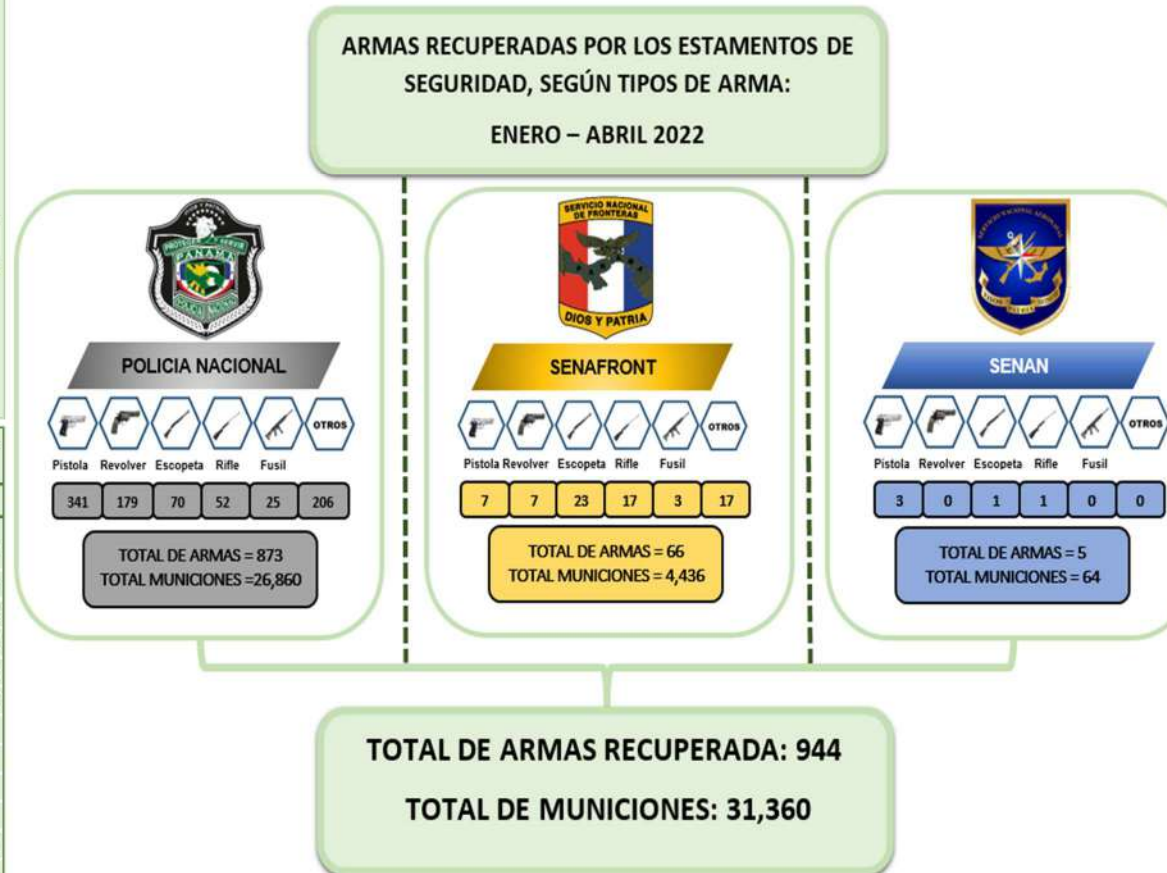 ARMAS RECUPERADAS POR LOS ESTAMENTOS DE
SEGURIDAD, SEGÚN TIPOS DE ARMA:
ENERO – ABRIL 2022
PROTEGER Y SERVIR
PANAMA
POLICIA NACIONAL
OTROS
Pistola Revolver Escopeta Rifle Fusil
341 179 70 52 25 206
TOTAL DE ARMAS = 873
TOTAL MUNICIONES =26,860
SERVICIO NACIONAL
DE FRONTERAS
DIOS Y PATRIA
SENAFRONT
OTROS
Pistola Revolver Escopeta Rifle Fusil
7 7 23 17 3 17
TOTAL DE ARMAS = 66
TOTAL MUNICIONES = 4,436
SENAN
OTROS
Pistola Revolver Escopeta Rifle Fusil
3 0 1 1 0 0
TOTAL DE ARMAS = 5
TOTAL MUNICIONES = 64
TOTAL DE ARMAS RECUPERADA: 944
TOTAL DE MUNICIONES: 31,360